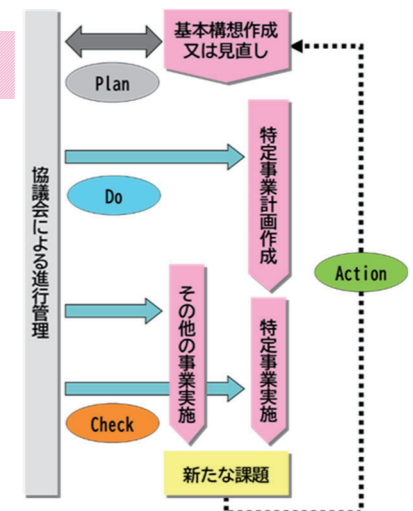 基本構想作成
又は見直し
Plan
協議会による進行管理
特定事業計画作成
Do
Action
その他の事業実施
特定事業実施
Check
新たな課題